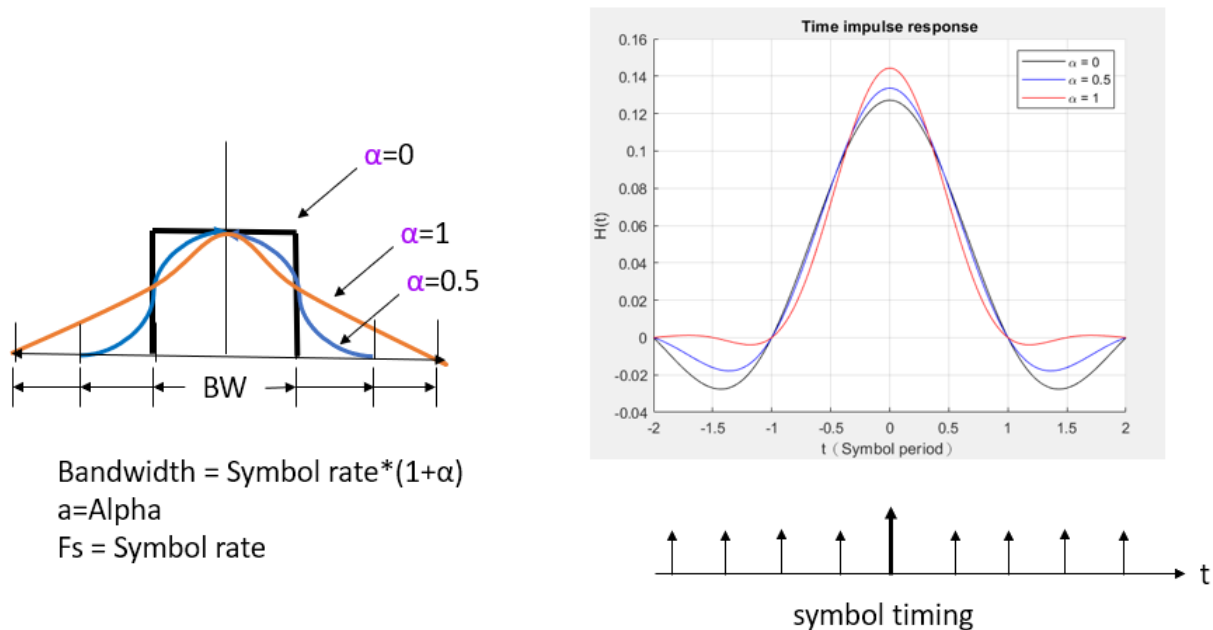 α=0
α=1
α=0.5
BW
Bandwidth = Symbol rate*(1+α)
a=Alpha
Fs = Symbol rate
Time impulse response
0.16
0.14
0.12
0.1
0.08
0.06
0.04
0.02
0
-0.02
-0.04
H(t)
α = 0
α = 0.5
α = 1
-2 -1.5 -1 -0.5 0 0.5 1 1.5 2
t（Symbol period）
t
symbol timing